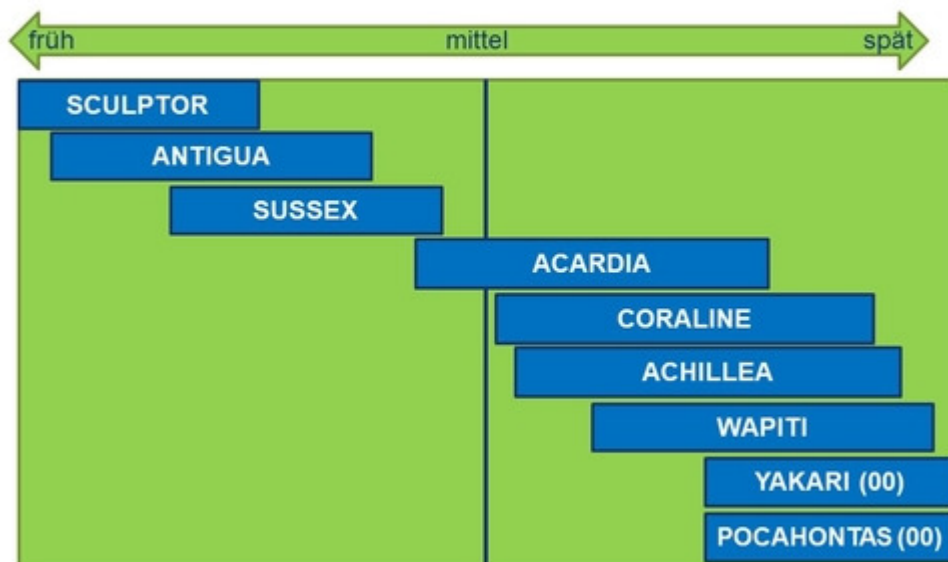 früh mittel spät
SCULPTOR
ANTIGUA
SUSSEX
ACARDIA
CORALINE
ACHILLEA
WAPITI
YAKARI (00)
POCAHONTAS (00)